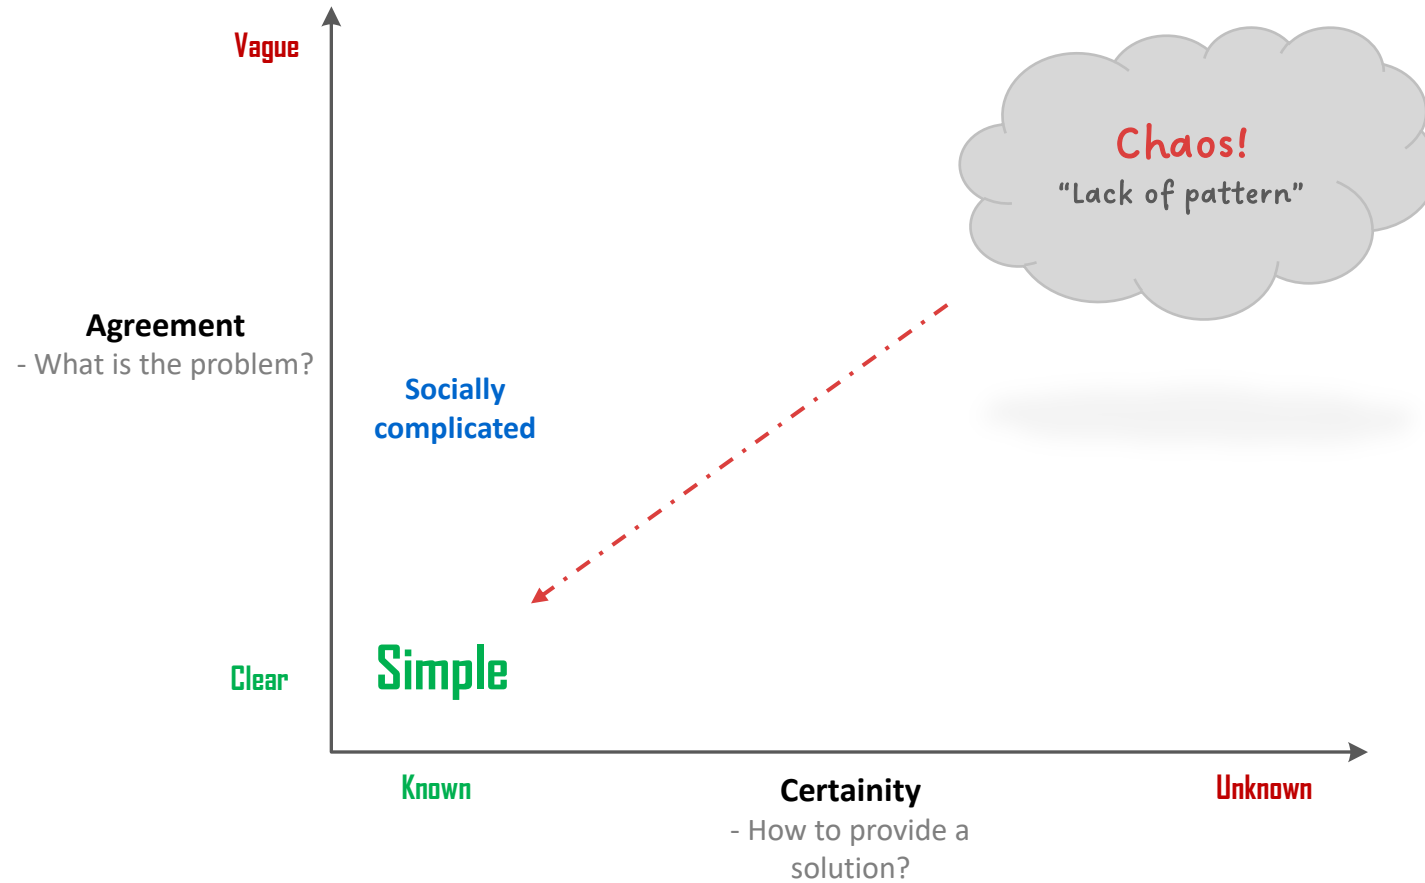 Vague
Chaos!
“Lack of pattern”
Agreement
- What is the problem?
Socially
complicated
Simple
Clear
Known
Certainity
Unknown
- How to provide a
solution?